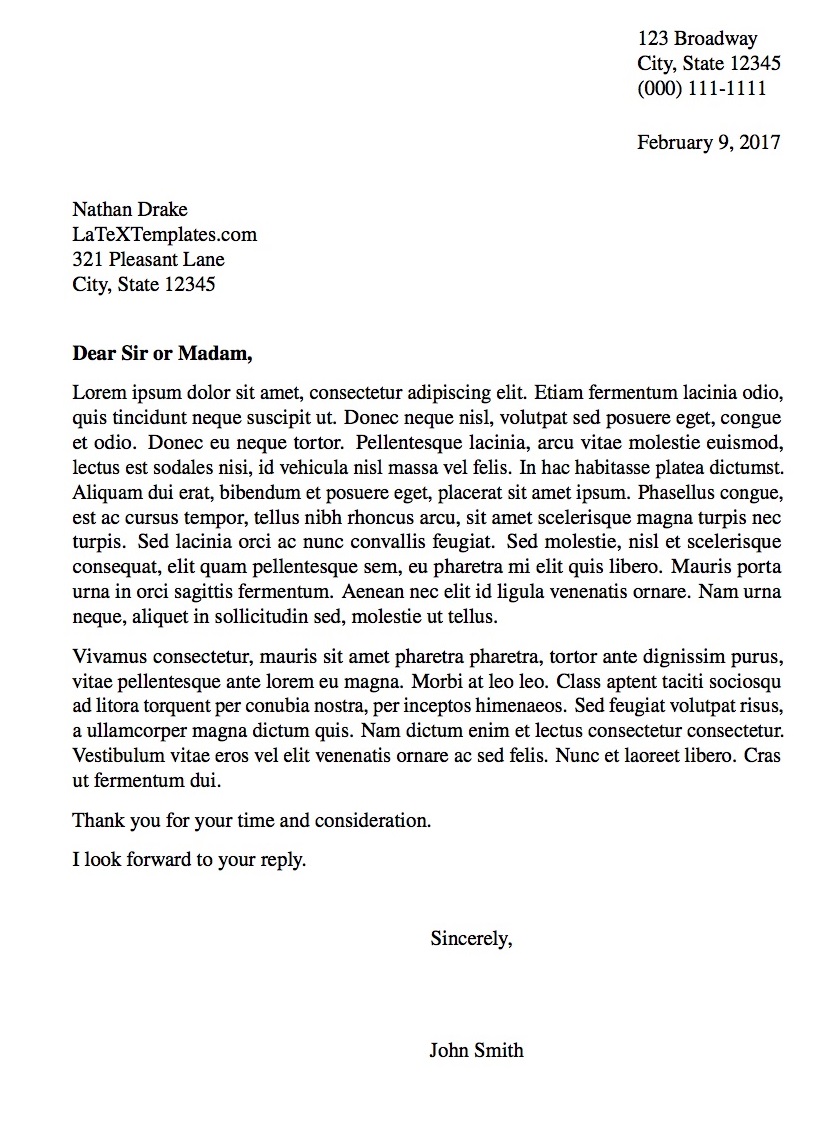 123 Broadway
City, State 12345
(000) 111-1111
February 9, 2017
Nathan Drake
LaTeXTemplates.com
321 Pleasant Lane
City, State 12345
Dear Sir or Madam,
Lorem ipsum dolor sit amet, consectetur adipiscing elit. Etiam fermentum lacinia odio,
quis tincidunt neque suscipit ut. Donec neque nisl, volutpat sed posuere eget, congue
et odio. Donec eu neque tortor. Pellentesque lacinia, arcu vitae molestie euismod,
lectus est sodales nisi, id vehicula nisl massa vel felis. In hac habitasse platea dictumst.
Aliquam dui erat, bibendum et posuere eget, placerat sit amet ipsum. Phasellus congue,
est ac cursus tempor, tellus nibh rhoncus arcu, sit amet scelerisque magna turpis nec
turpis. Sed lacinia orci ac nunc convallis feugiat. Sed molestie, nisl et scelerisque
consequat, elit quam pellentesque sem, eu pharetra mi elit quis libero. Mauris porta
urna in orci sagittis fermentum. Aenean nec elit id ligula venenatis ornare. Nam urna
neque, aliquet in sollicitudin sed, molestie ut tellus.
Vivamus consectetur, mauris sit amet pharetra pharetra, tortor ante dignissim purus,
vitae pellentesque ante lorem eu magna. Morbi at leo leo. Class aptent taciti sociosqu
ad litora torquent per conubia nostra, per inceptos himenaeos. Sed feugiat volutpat risus,
a ullamcorper magna dictum quis. Nam dictum enim et lectus consectetur consectetur.
Vestibulum vitae eros vel elit venenatis ornare ac sed felis. Nunc et laoreet libero. Cras
ut fermentum dui.
Thank you for your time and consideration.
I look forward to your reply.
Sincerely,
John Smith